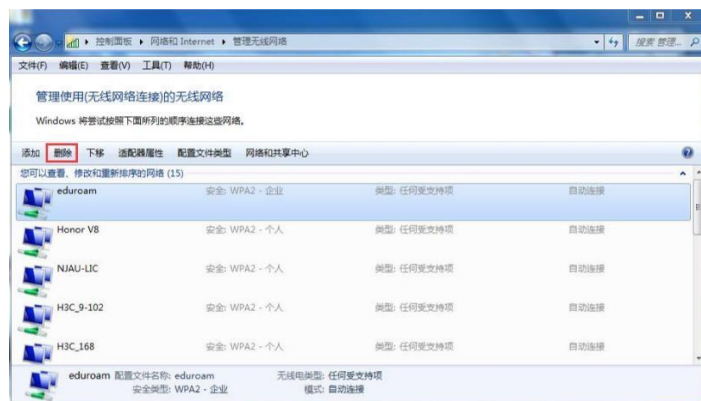 控制面板 ▸ 网络和 Internet ▸ 管理无线网络
搜索 管理...
文件(F) 编辑(E) 查看(V) 工具(T) 帮助(H)
管理使用(无线网络连接)的无线网络
Windows 将尝试按照下面所列的顺序连接这些网络。
添加 删除 下移 适配器属性 配置文件类型 网络和共享中心
您可以查看、修改和重新排序的网络 (15)
eduroam 安全: WPA2 - 企业 类型: 任何受支持项 自动连接
Honor V8 安全: WPA2 - 个人 类型: 任何受支持项 自动连接
NJAU-LIC 安全: WPA2 - 个人 类型: 任何受支持项 自动连接
H3C_9-102 安全: WPA2 - 个人 类型: 任何受支持项 自动连接
H3C_168 安全: WPA2 - 个人 类型: 任何受支持项 自动连接
eduroam 配置文件名称: eduroam 无线电类型: 任何受支持项
安全类型: WPA2 - 企业 模式: 自动连接